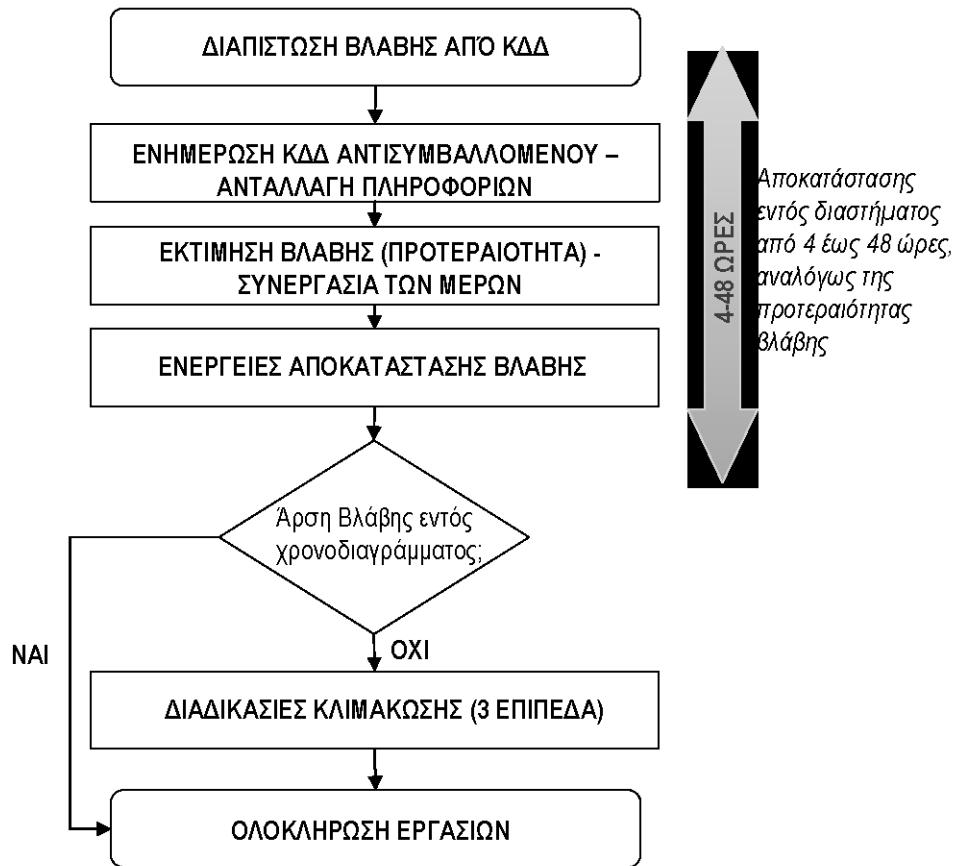 ΔΙΑΠΙΣΤΩΣΗ ΒΛΑΒΗΣ ΑΠΌ ΚΔΔ
ΕΝΗΜΕΡΩΣΗ ΚΔΔ ΑΝΤΙΣΥΜΒΑΛΛΟΜΕΝΟΥ –
ΑΝΤΑΛΛΑΓΗ ΠΛΗΡΟΦΟΡΙΩΝ
ΕΚΤΙΜΗΣΗ ΒΛΑΒΗΣ (ΠΡΟΤΕΡΑΙΟΤΗΤΑ) -
ΣΥΝΕΡΓΑΣΙΑ ΤΩΝ ΜΕΡΩΝ
ΕΝΕΡΓΕΙΕΣ ΑΠΟΚΑΤΑΣΤΑΣΗΣ ΒΛΑΒΗΣ
4-48 ΩΡΕΣ
Αποκατάστασης
εντός διαστήματος
από 4 έως 48 ώρες,
αναλόγως της
προτεραιότητας
βλάβης
Άρση Βλάβης εντός
χρονοδιαγράμματος;
ΝΑΙ
ΟΧΙ
ΔΙΑΔΙΚΑΣΙΕΣ ΚΛΙΜΑΚΩΣΗΣ (3 ΕΠΙΠΕΔΑ)
ΟΛΟΚΛΗΡΩΣΗ ΕΡΓΑΣΙΩΝ